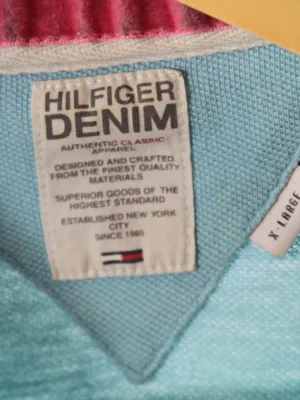 HILFIGER
DENIM
AUTHENTIC CLASSIC
APPAREL
DESIGNED AND CRAFTED
FROM THE FINEST QUALITY
MATERIALS
SUPERIOR GOODS OF THE
HIGHEST STANDARD
ESTABLISHED NEW YORK
CITY
SINCE 1985
X-LARGE